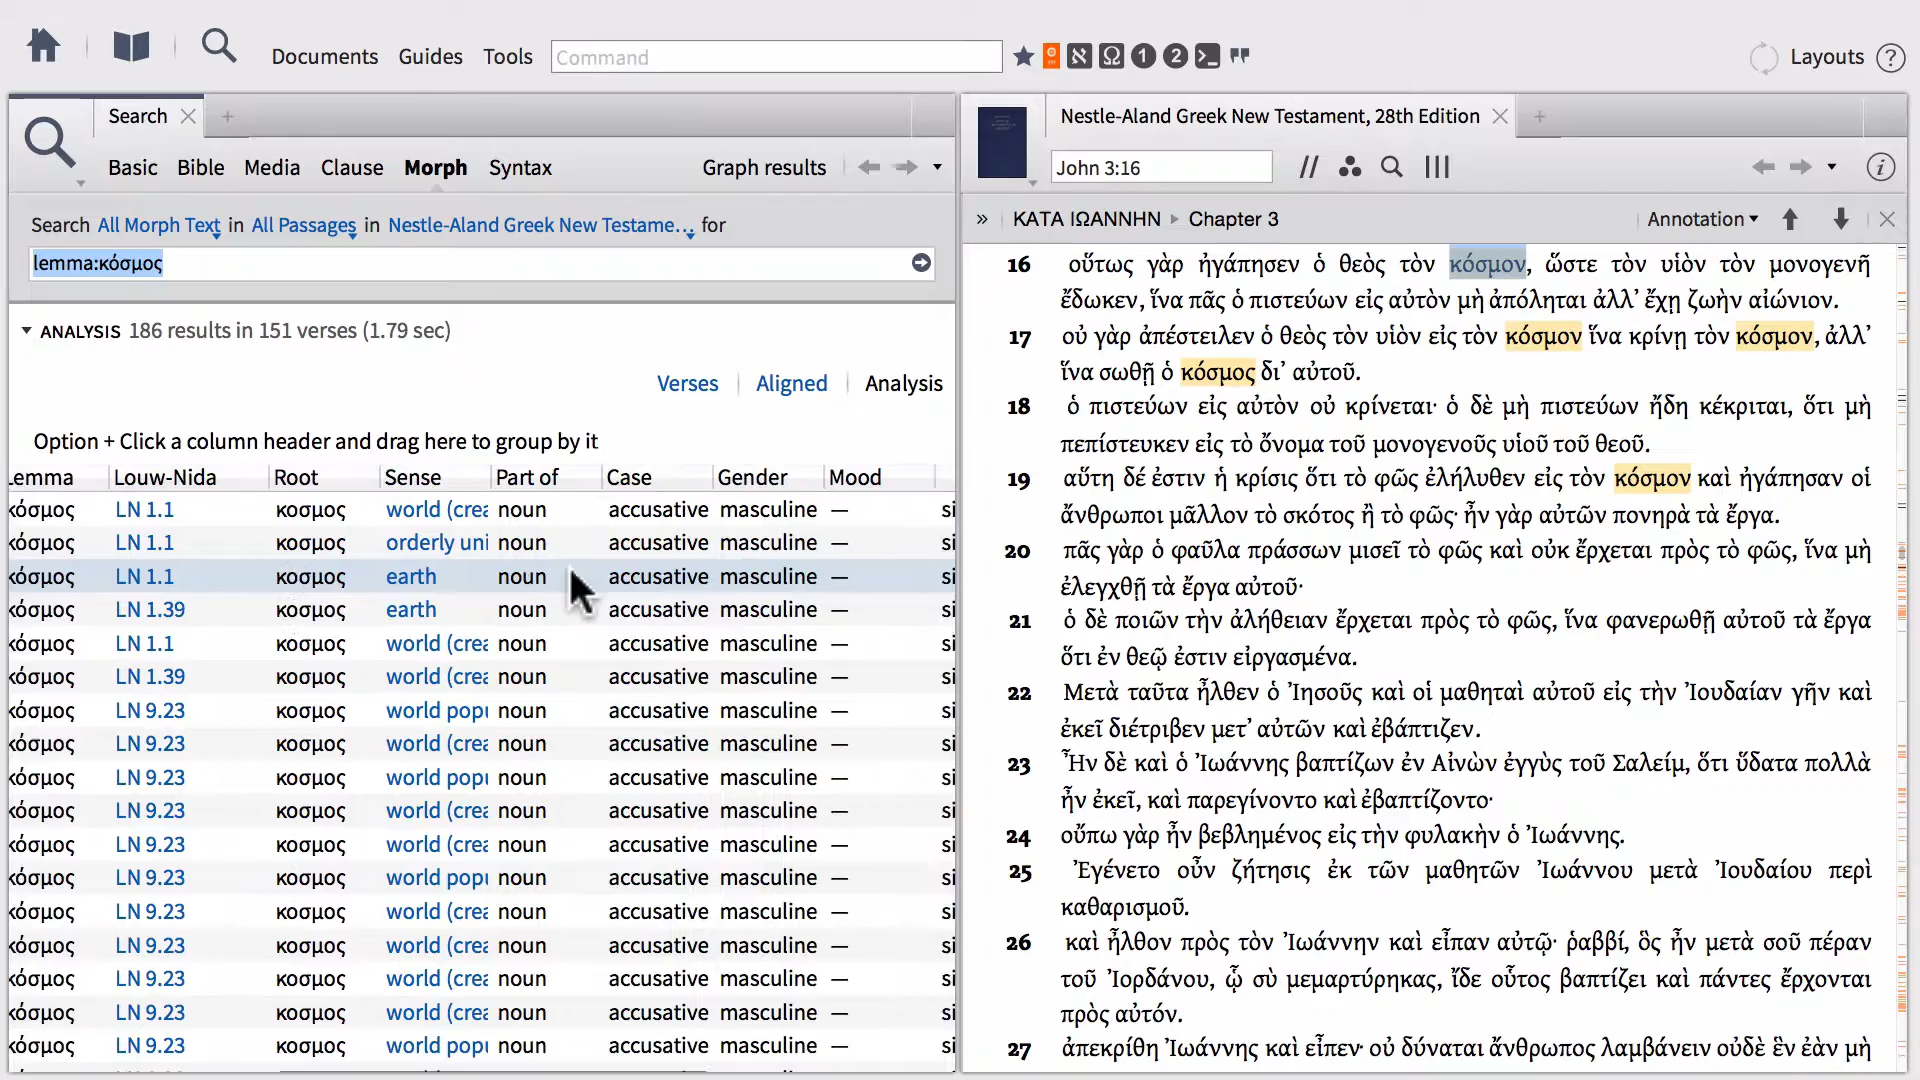 Documents Guides Tools Command Layouts ?
Search
Basic Bible Media Clause Morph Syntax Graph results
Search All Morph Text in All Passages in Nestle-Aland Greek New Testame... for
lemma:κόσμος
ANALYSIS 186 results in 151 verses (1.79 sec)
Verses Aligned Analysis
Option + Click a column header and drag here to group by it
Lemma Louw-Nida Root Sense Part of Case Gender Mood
κόσμος LN 1.1 κοσμος world (crea noun accusative masculine — si
κόσμος LN 1.1 κοσμος orderly uni noun accusative masculine — si
κόσμος LN 1.1 κοσμος earth noun accusative masculine — si
κόσμος LN 1.39 κοσμος earth noun accusative masculine — si
κόσμος LN 1.1 κοσμος world (crea noun accusative masculine — si
κόσμος LN 1.39 κοσμος world (crea noun accusative masculine — si
κόσμος LN 9.23 κοσμος world popu noun accusative masculine — si
κόσμος LN 9.23 κοσμος world (crea noun accusative masculine — si
κόσμος LN 9.23 κοσμος world popu noun accusative masculine — si
κόσμος LN 9.23 κοσμος world (crea noun accusative masculine — si
κόσμος LN 9.23 κοσμος world (crea noun accusative masculine — si
κόσμος LN 9.23 κοσμος world popu noun accusative masculine — si
κόσμος LN 9.23 κοσμος world (crea noun accusative masculine — si
κόσμος LN 9.23 κοσμος world (crea noun accusative masculine — si
κόσμος LN 9.23 κοσμος world (crea noun accusative masculine — si
κόσμος LN 9.23 κοσμος world (crea noun accusative masculine — si
κόσμος LN 9.23 κοσμος world popu noun accusative masculine — si
Nestle-Aland Greek New Testament, 28th Edition
John 3:16
» ΚΑΤΑ ΙΩΑΝΝΗΝ Chapter 3 Annotation
16 οὕτως γὰρ ἠγάπησεν ὁ θεὸς τὸν κόσμον, ὥστε τὸν υἱὸν τὸν μονογενῆ
ἔδωκεν, ἵνα πᾶς ὁ πιστεύων εἰς αὐτὸν μὴ ἀπόληται ἀλλ’ ἔχῃ ζωὴν αἰώνιον.
17 οὐ γὰρ ἀπέστειλεν ὁ θεὸς τὸν υἱὸν εἰς τὸν κόσμον ἵνα κρίνῃ τὸν κόσμον, ἀλλ’
ἵνα σωθῇ ὁ κόσμος δι’ αὐτοῦ.
18 ὁ πιστεύων εἰς αὐτὸν οὐ κρίνεται· ὁ δὲ μὴ πιστεύων ἤδη κέκριται, ὅτι μὴ
πεπίστευκεν εἰς τὸ ὄνομα τοῦ μονογενοῦς υἱοῦ τοῦ θεοῦ.
19 αὕτη δέ ἐστιν ἡ κρίσις ὅτι τὸ φῶς ἐλήλυθεν εἰς τὸν κόσμον καὶ ἠγάπησαν οἱ
ἄνθρωποι μᾶλλον τὸ σκότος ἢ τὸ φῶς· ἦν γὰρ αὐτῶν πονηρὰ τὰ ἔργα.
20 πᾶς γὰρ ὁ φαῦλα πράσσων μισεῖ τὸ φῶς καὶ οὐκ ἔρχεται πρὸς τὸ φῶς, ἵνα μὴ
ἐλεγχθῇ τὰ ἔργα αὐτοῦ·
21 ὁ δὲ ποιῶν τὴν ἀλήθειαν ἔρχεται πρὸς τὸ φῶς, ἵνα φανερωθῇ αὐτοῦ τὰ ἔργα
ὅτι ἐν θεῷ ἐστιν εἰργασμένα.
22 Μετὰ ταῦτα ἦλθεν ὁ Ἰησοῦς καὶ οἱ μαθηταὶ αὐτοῦ εἰς τὴν Ἰουδαίαν γῆν καὶ
ἐκεῖ διέτριβεν μετ’ αὐτῶν καὶ ἐβάπτιζεν.
23 Ἦν δὲ καὶ ὁ Ἰωάννης βαπτίζων ἐν Αἰνὼν ἐγγὺς τοῦ Σαλείμ, ὅτι ὕδατα πολλὰ
ἦν ἐκεῖ, καὶ παρεγίνοντο καὶ ἐβαπτίζοντο·
24 οὔπω γὰρ ἦν βεβλημένος εἰς τὴν φυλακὴν ὁ Ἰωάννης.
25 Ἐγένετο οὖν ζήτησις ἐκ τῶν μαθητῶν Ἰωάννου μετὰ Ἰουδαίου περὶ
καθαρισμοῦ.
26 καὶ ἦλθον πρὸς τὸν Ἰωάννην καὶ εἶπαν αὐτῷ· ῥαββί, ὃς ἦν μετὰ σοῦ πέραν
τοῦ Ἰορδάνου, ᾧ σὺ μεμαρτύρηκας, ἴδε οὗτος βαπτίζει καὶ πάντες ἔρχονται
πρὸς αὐτόν.
27 ἀπεκρίθη Ἰωάννης καὶ εἶπεν· οὐ δύναται ἄνθρωπος λαμβάνειν οὐδὲ ἓν ἐὰν μὴ